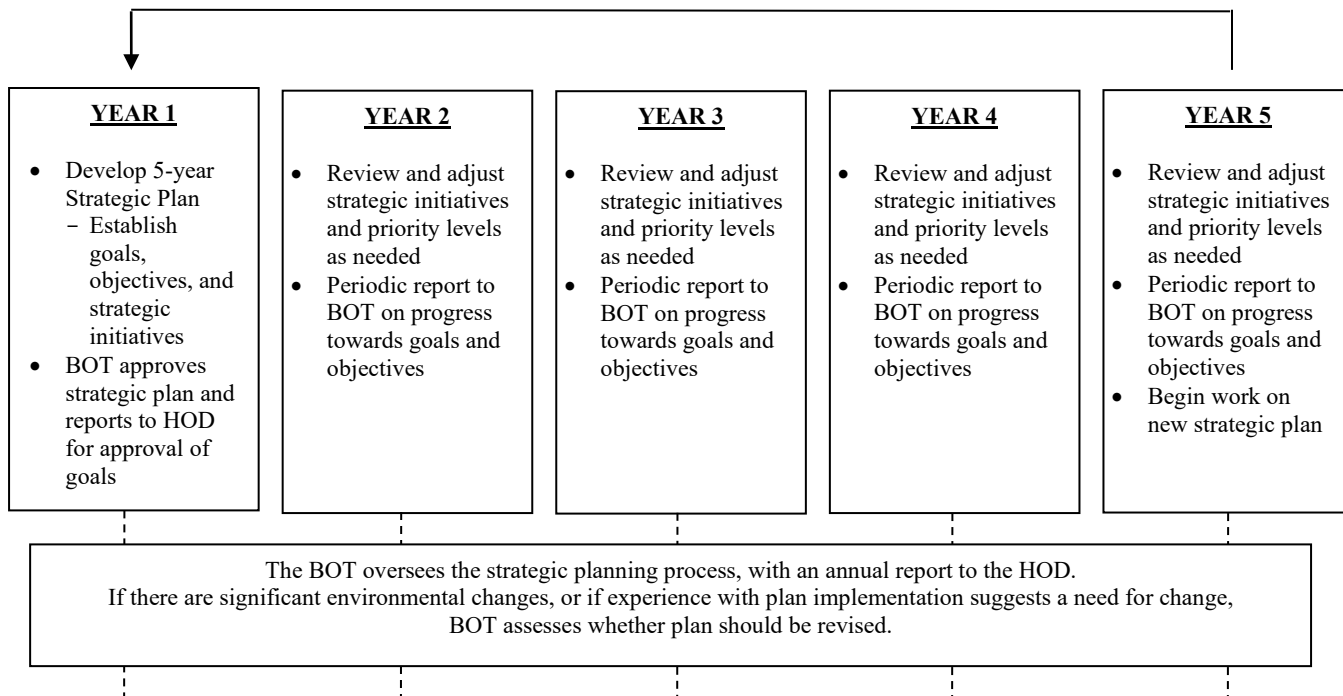 YEAR 1
• Develop 5-year
Strategic Plan
– Establish
goals,
objectives, and
strategic
initiatives
• BOT approves
strategic plan and
reports to HOD
for approval of
goals
YEAR 2
• Review and adjust
strategic initiatives
and priority levels
as needed
• Periodic report to
BOT on progress
towards goals and
objectives
YEAR 3
• Review and adjust
strategic initiatives
and priority levels
as needed
• Periodic report to
BOT on progress
towards goals and
objectives
YEAR 4
• Review and adjust
strategic initiatives
and priority levels
as needed
• Periodic report to
BOT on progress
towards goals and
objectives
YEAR 5
• Review and adjust
strategic initiatives
and priority levels
as needed
• Periodic report to
BOT on progress
towards goals and
objectives
• Begin work on
new strategic plan
The BOT oversees the strategic planning process, with an annual report to the HOD.
If there are significant environmental changes, or if experience with plan implementation suggests a need for change,
BOT assesses whether plan should be revised.